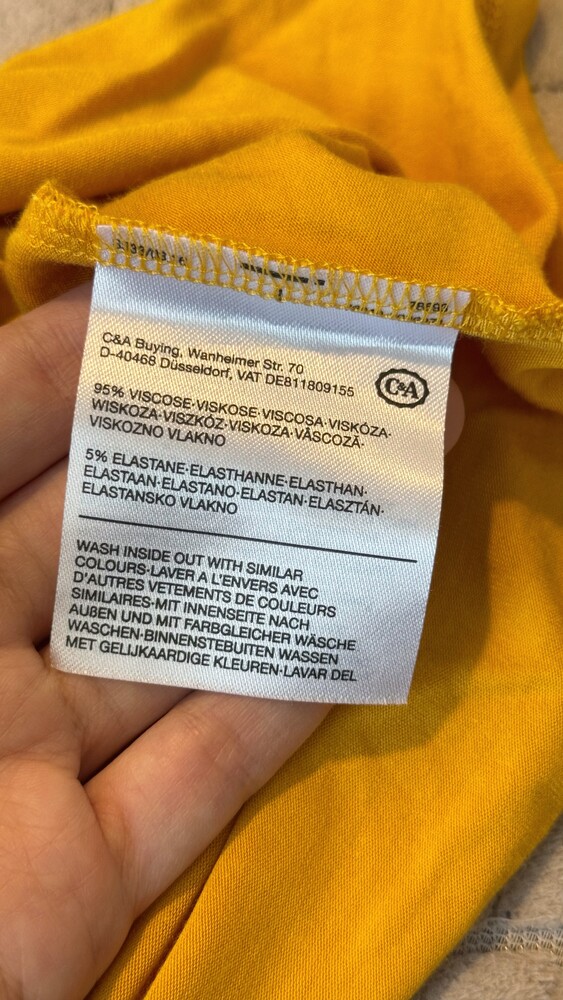 C&A Buying, Wanheimer Str. 70
D-40468 Düsseldorf, VAT DE811809155
C&A
95% VISCOSE·VISKOSE·VISCOSA·VISKÓZA·
WISKOZA·VISZKÓZ·VISKOZA·VÂSCOZĂ·
VISKOZNO VLAKNO
5% ELASTANE·ELASTHANNE·ELASTHAN·
ELASTAAN·ELASTANO·ELASTAN·ELASZTÁN·
ELASTANSKO VLAKNO
WASH INSIDE OUT WITH SIMILAR
COLOURS·LAVER A L'ENVERS AVEC
D'AUTRES VETEMENTS DE COULEURS
SIMILAIRES·MIT INNENSEITE NACH
AUßEN UND MIT FARBGLEICHER WÄSCHE
WASCHEN·BINNENSTEBUITEN WASSEN
MET GELIJKAARDIGE KLEUREN·LAVAR DEL